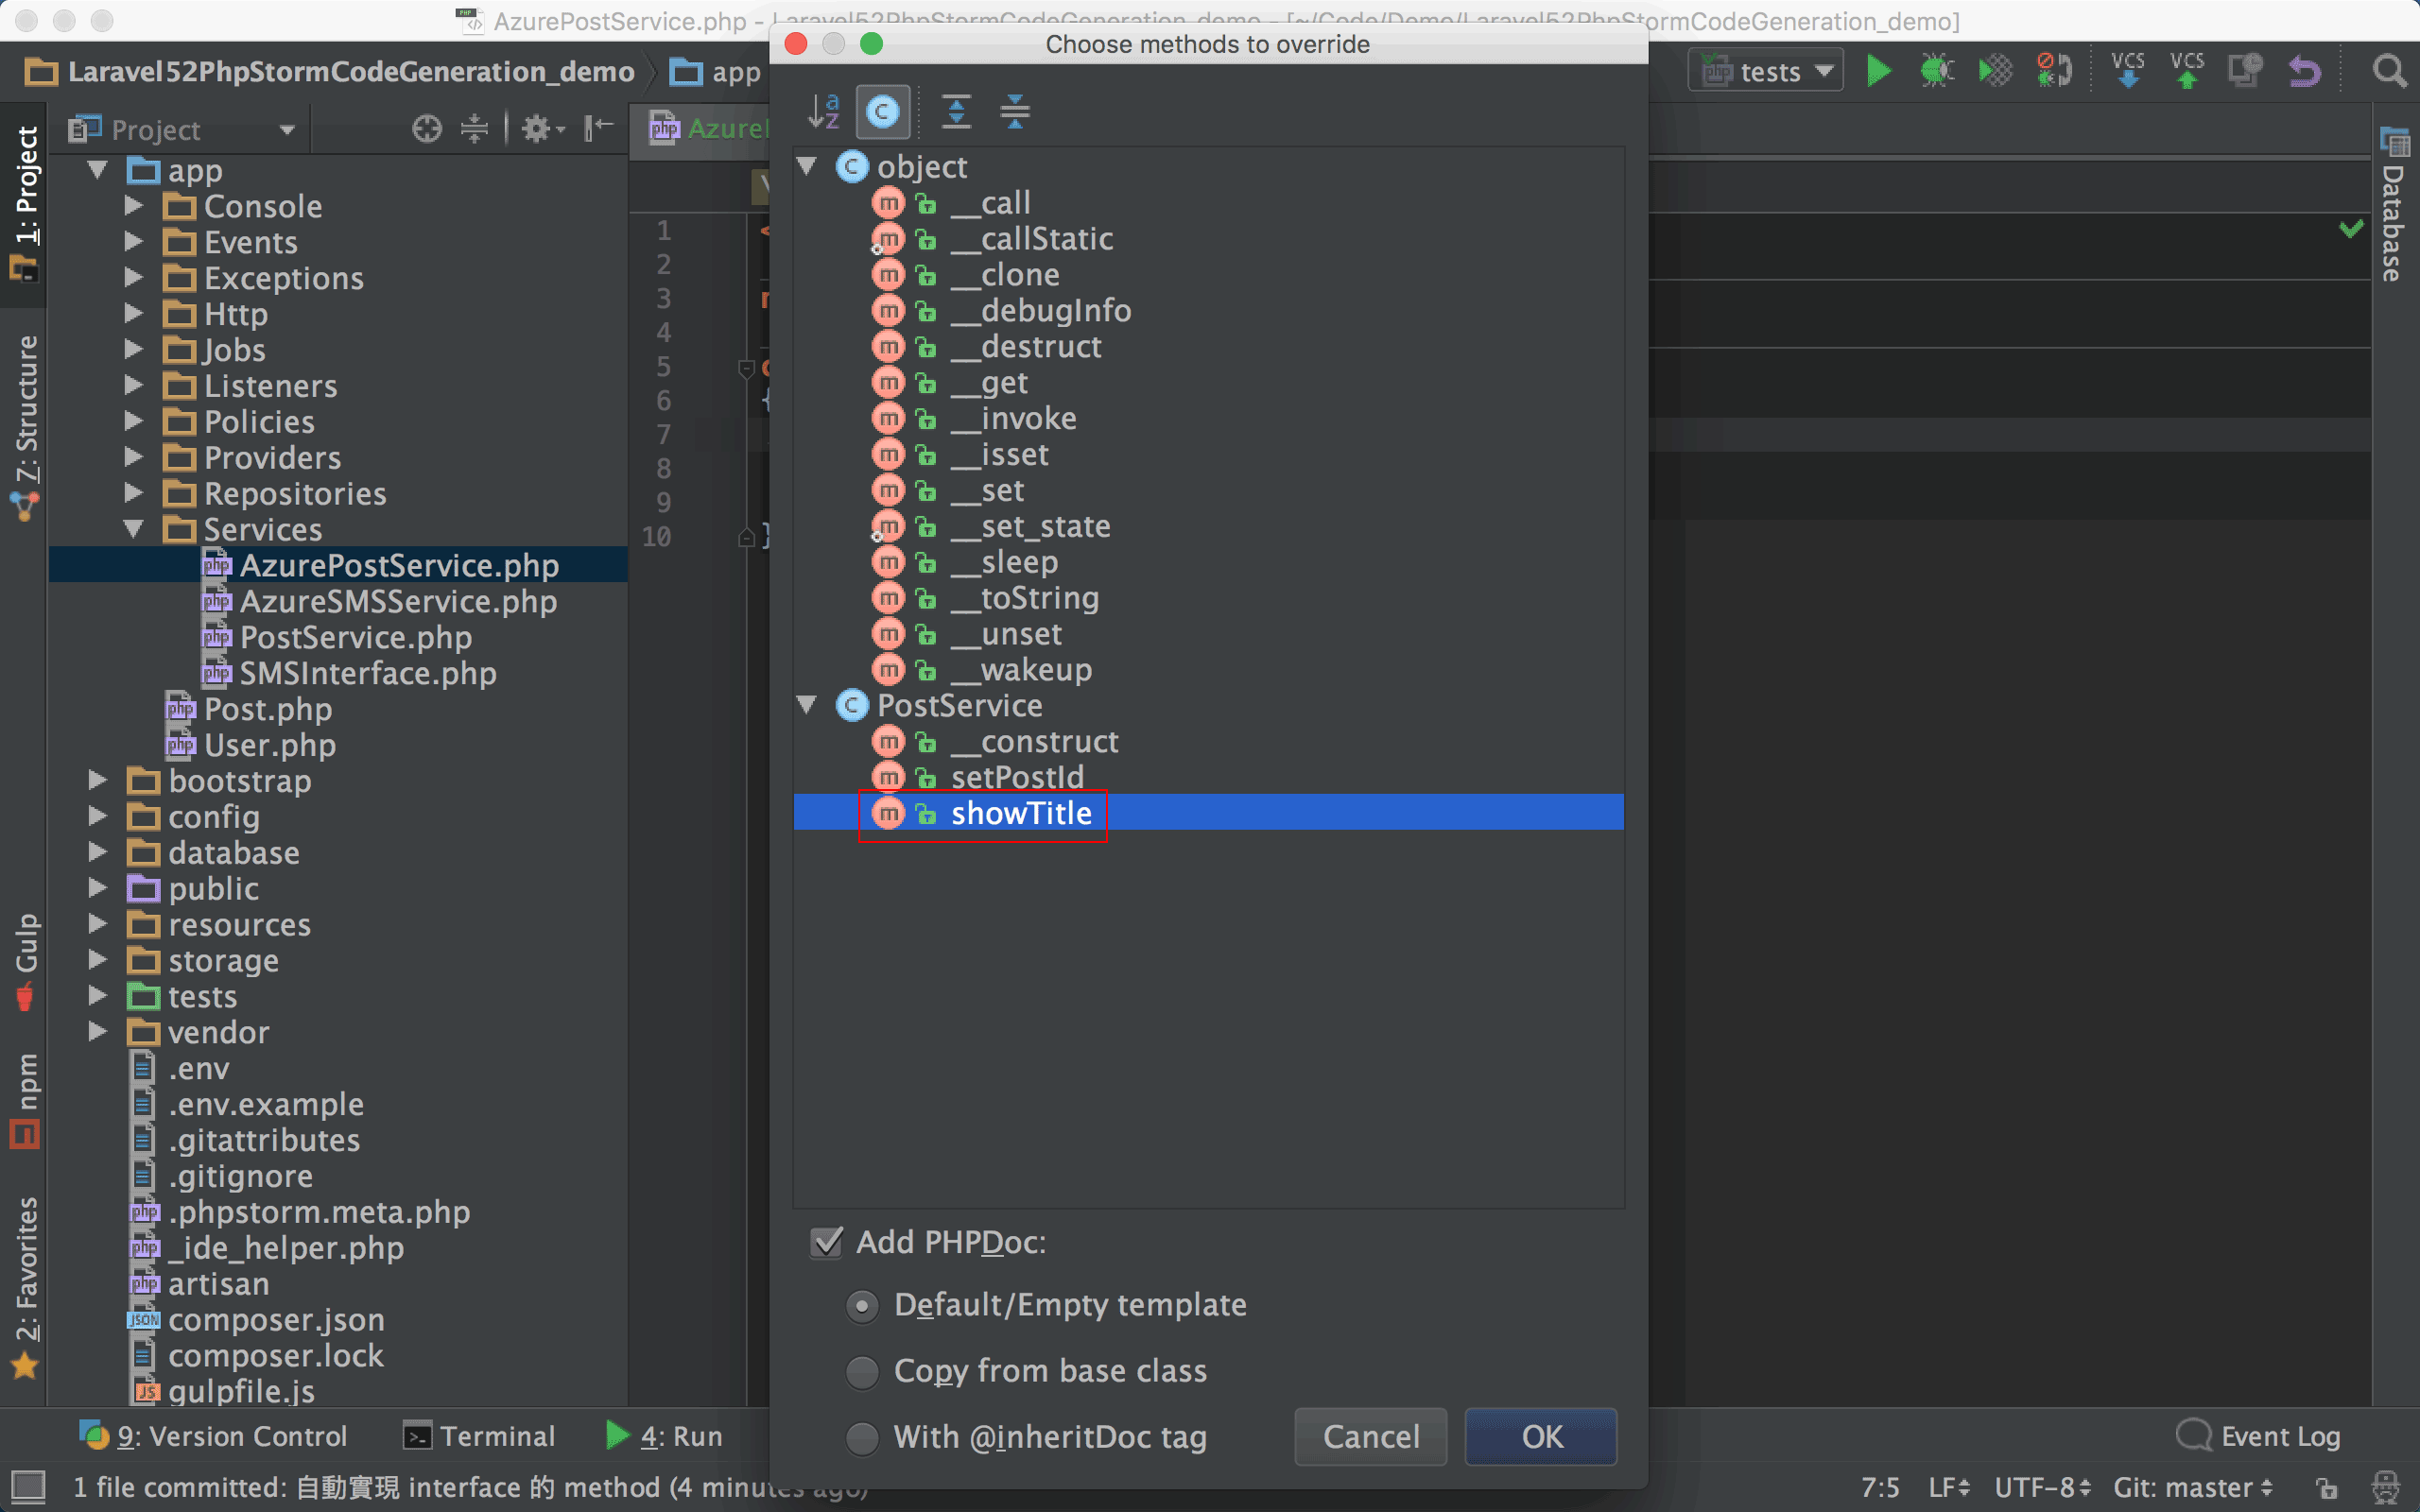 AzurePostService.php - Laravel52PhpStormCodeGeneration_demo - [~/Code/Demo/Laravel52PhpStormCodeGeneration_demo]
Choose methods to override
Laravel52PhpStormCodeGeneration_demo
app
tests
VCS
VCS
Project
1: Project
Z: Structure
Gulp
npm
2: Favorites
Database
app
Console
Events
Exceptions
Http
Jobs
Listeners
Policies
Providers
Repositories
Services
AzurePostService.php
AzureSMSService.php
PostService.php
SMSInterface.php
Post.php
User.php
bootstrap
config
database
public
resources
storage
tests
vendor
.env
.env.example
.gitattributes
.gitignore
.phpstorm.meta.php
_ide_helper.php
artisan
composer.json
composer.lock
gulpfile.js
1
2
3
4
5
6
7
8
9
10
<
{
}
object
__call
__callStatic
__clone
__debugInfo
__destruct
__get
__invoke
__isset
__set
__set_state
__sleep
__toString
__unset
__wakeup
PostService
__construct
setPostId
showTitle
Add PHPDoc:
Default/Empty template
Copy from base class
With @inheritDoc tag
Cancel
OK
9: Version Control
Terminal
4: Run
Event Log
1 file committed: 自動實現 interface 的 method (4 minutes ago)
7:5
LF
UTF-8
Git: master